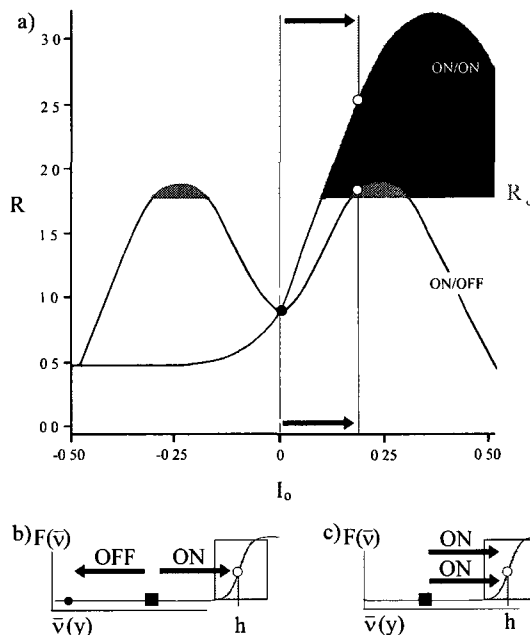 a)
3 0
2 5
ON/ON
2 0
R
R
1 5
ON/OFF
1 0
0 5
0 0
-0 50
-0 25
0
0 25
0 50
I₀
b) F(ν̄)
OFF ON
ν̄(y)
h
c) F(ν̄)
ON
ON
ν̄(y)
h